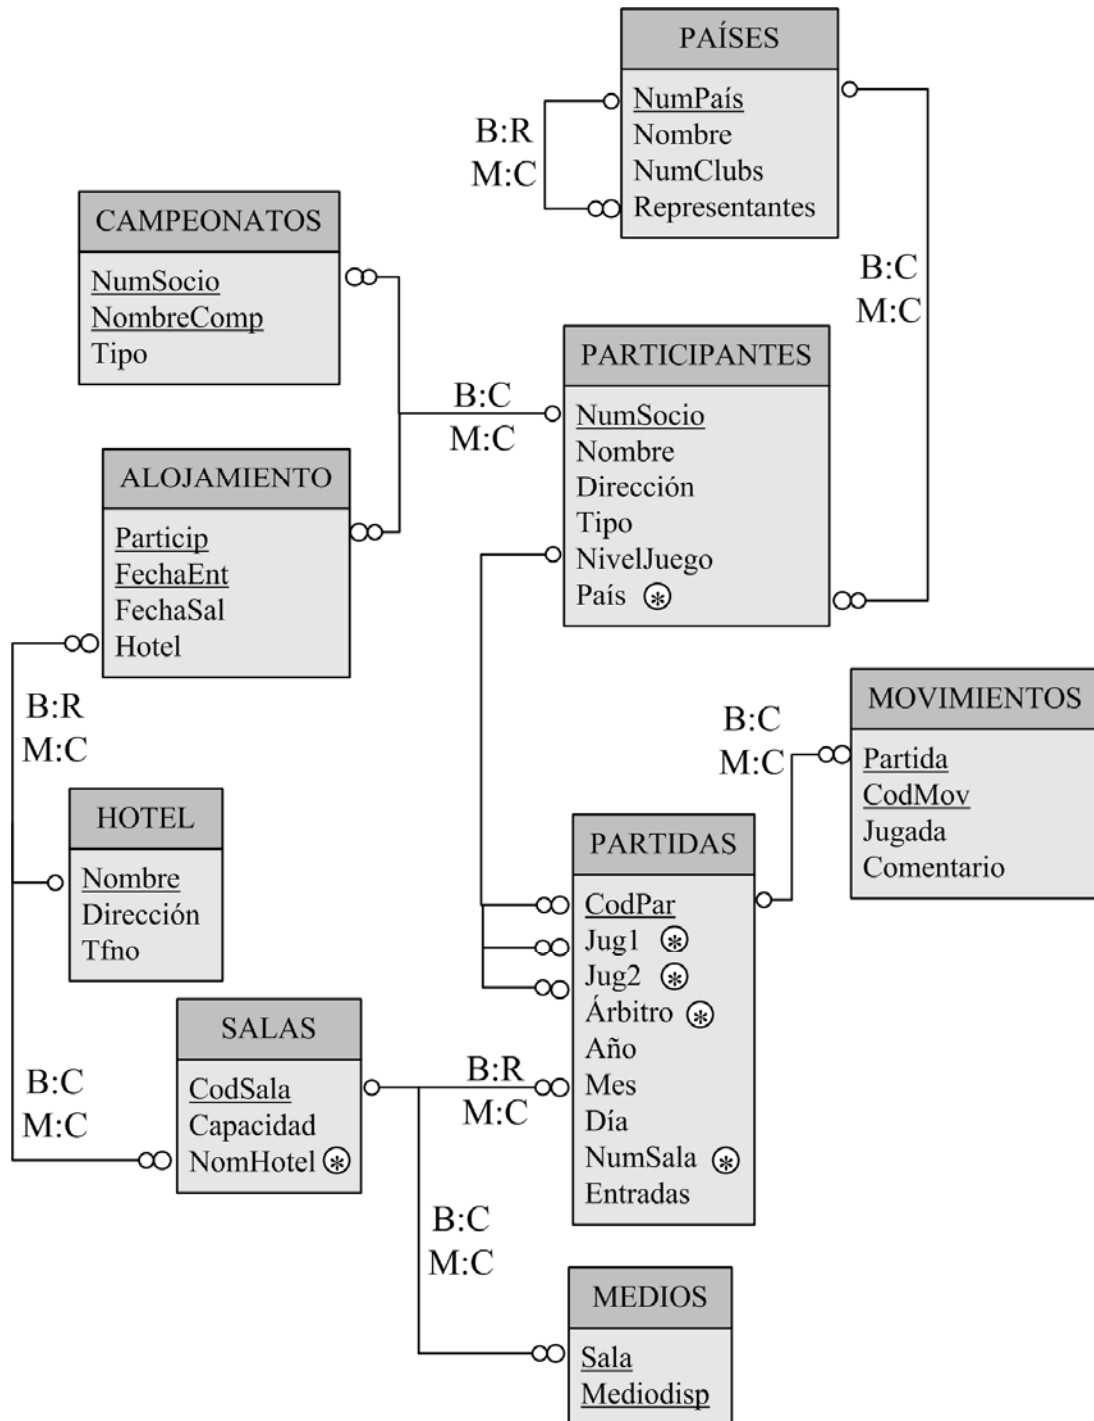 PAÍSES
NumPaís
Nombre
NumClubs
Representantes
B:R
M:C
B:C
M:C
CAMPEONATOS
NumSocio
NombreComp
Tipo
B:C
M:C
PARTICIPANTES
NumSocio
Nombre
Dirección
Tipo
NivelJuego
País *
ALOJAMIENTO
Particip
FechaEnt
FechaSal
Hotel
B:R
M:C
HOTEL
Nombre
Dirección
Tfno
B:C
M:C
MOVIMIENTOS
Partida
CodMov
Jugada
Comentario
B:C
M:C
PARTIDAS
CodPar
Jug1 *
Jug2 *
Árbitro *
Año
Mes
Día
NumSala *
Entradas
SALAS
CodSala
Capacidad
NomHotel *
B:R
M:C
B:C
M:C
MEDIOS
Sala
Mediodisp